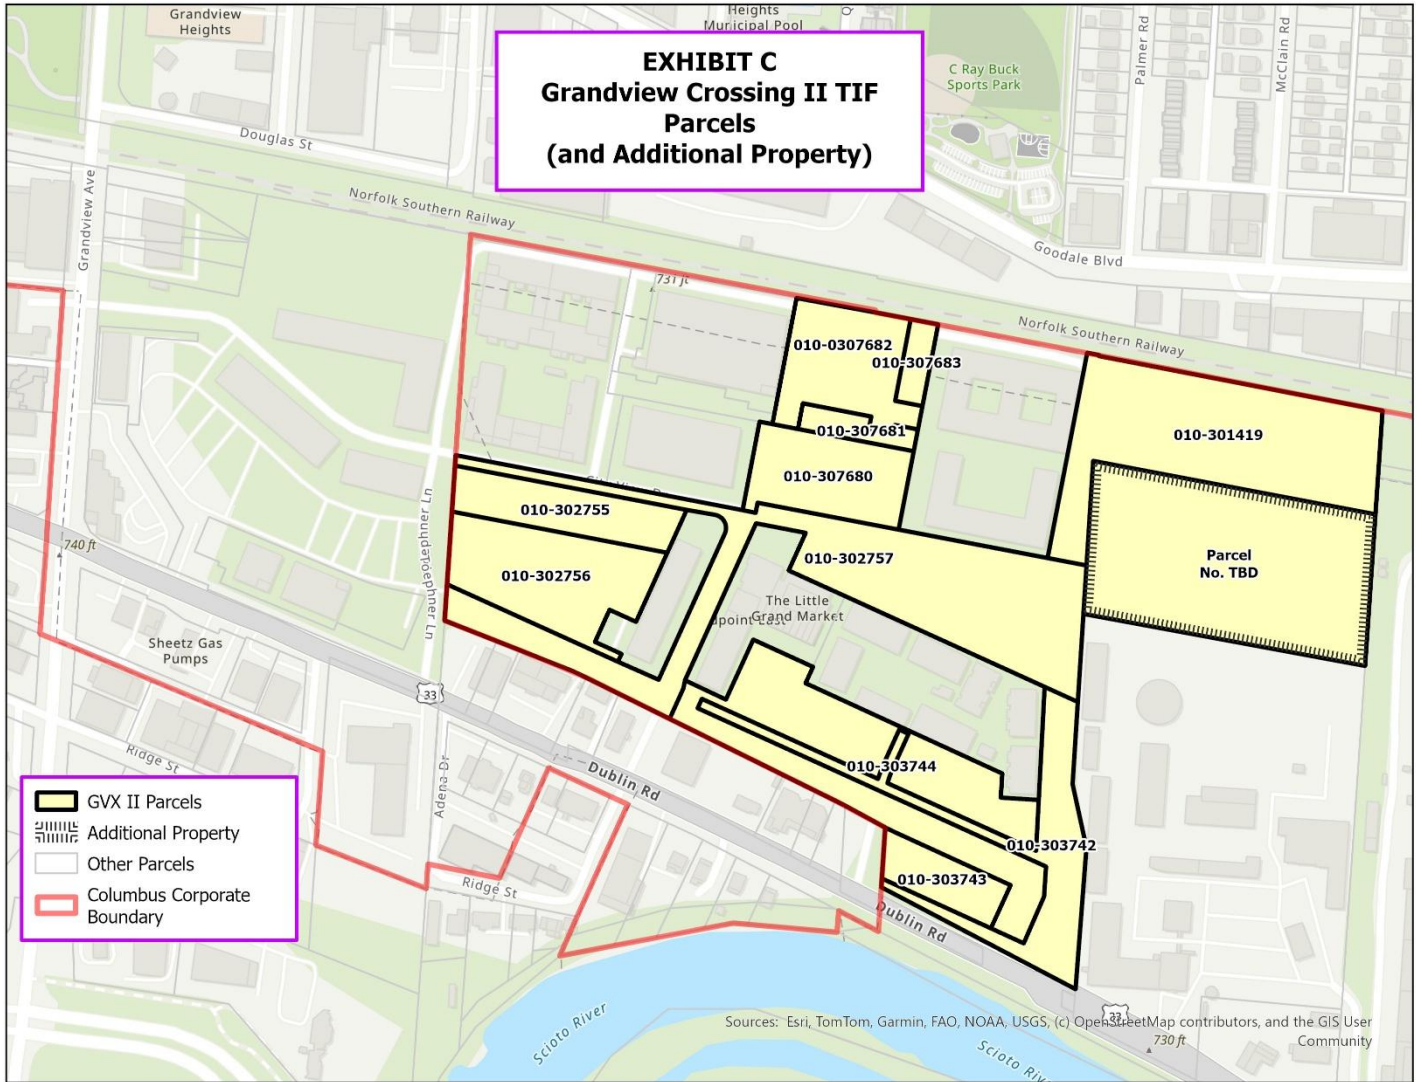 Grandview
Heights
Heights
Municipal Pool
EXHIBIT C
Grandview Crossing II TIF
Parcels
(and Additional Property)
C Ray Buck
Sports Park
Palmer Rd
McClain Rd
Douglas St
Grandview Ave
Norfolk Southern Railway
Goodale Blvd
731 ft
Norfolk Southern Railway
010-0307682
010-307683
010-307681
010-301419
010-307680
010-302755
010-302757
740 ft
010-302756
Parcel
No. TBD
The Little
Grand Market
Sheetz Gas
Pumps
33
Ridge St
Adena Dr
Dublin Rd
010-303744
010-303742
010-303743
Ridge St
Dublin Rd
GVX II Parcels
Additional Property
Other Parcels
Columbus Corporate
Boundary
Scioto River
33
Sources: Esri, TomTom, Garmin, FAO, NOAA, USGS, (c) OpenStreetMap contributors, and the GIS User
Community
730 ft
Scioto Rive